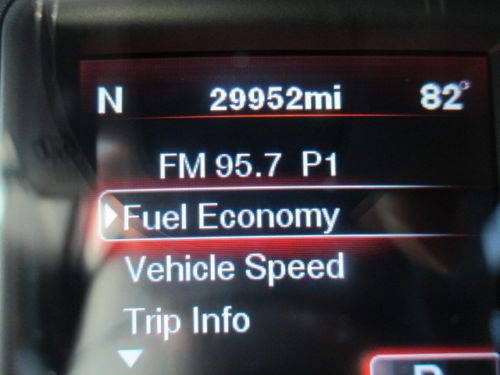 N 29952mi 82°
FM 95.7 P1
Fuel Economy
Vehicle Speed
Trip Info